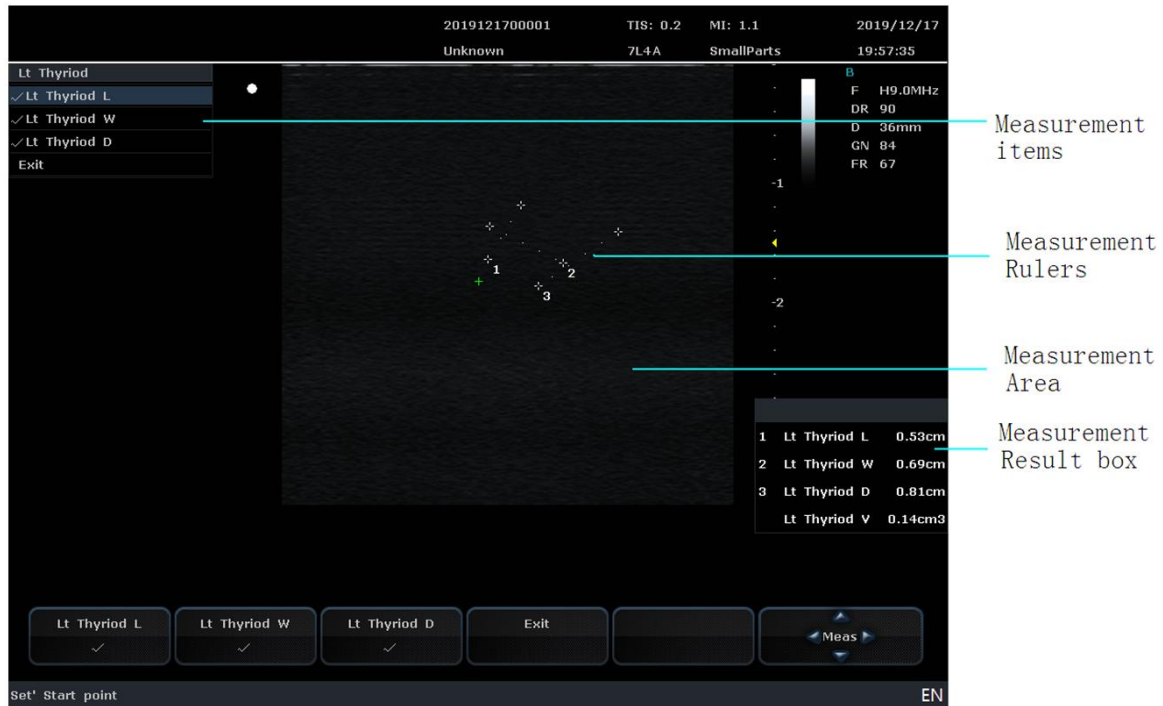 2019121700001 TIS: 0.2 MI: 1.1 2019/12/17
Unknown 7L4A SmallParts 19:57:35
Lt Thyriod
✓Lt Thyriod L
✓Lt Thyriod W
✓Lt Thyriod D
Exit
B
F H9.0MHz
DR 90
D 36mm
GN 84
FR 67
-1
-2
1
2
3
Measurement
items
Measurement
Rulers
Measurement
Area
Measurement
Result box
1 Lt Thyriod L 0.53cm
2 Lt Thyriod W 0.69cm
3 Lt Thyriod D 0.81cm
Lt Thyriod V 0.14cm3
Lt Thyriod L Lt Thyriod W Lt Thyriod D Exit Meas
✓ ✓ ✓
Set' Start point EN